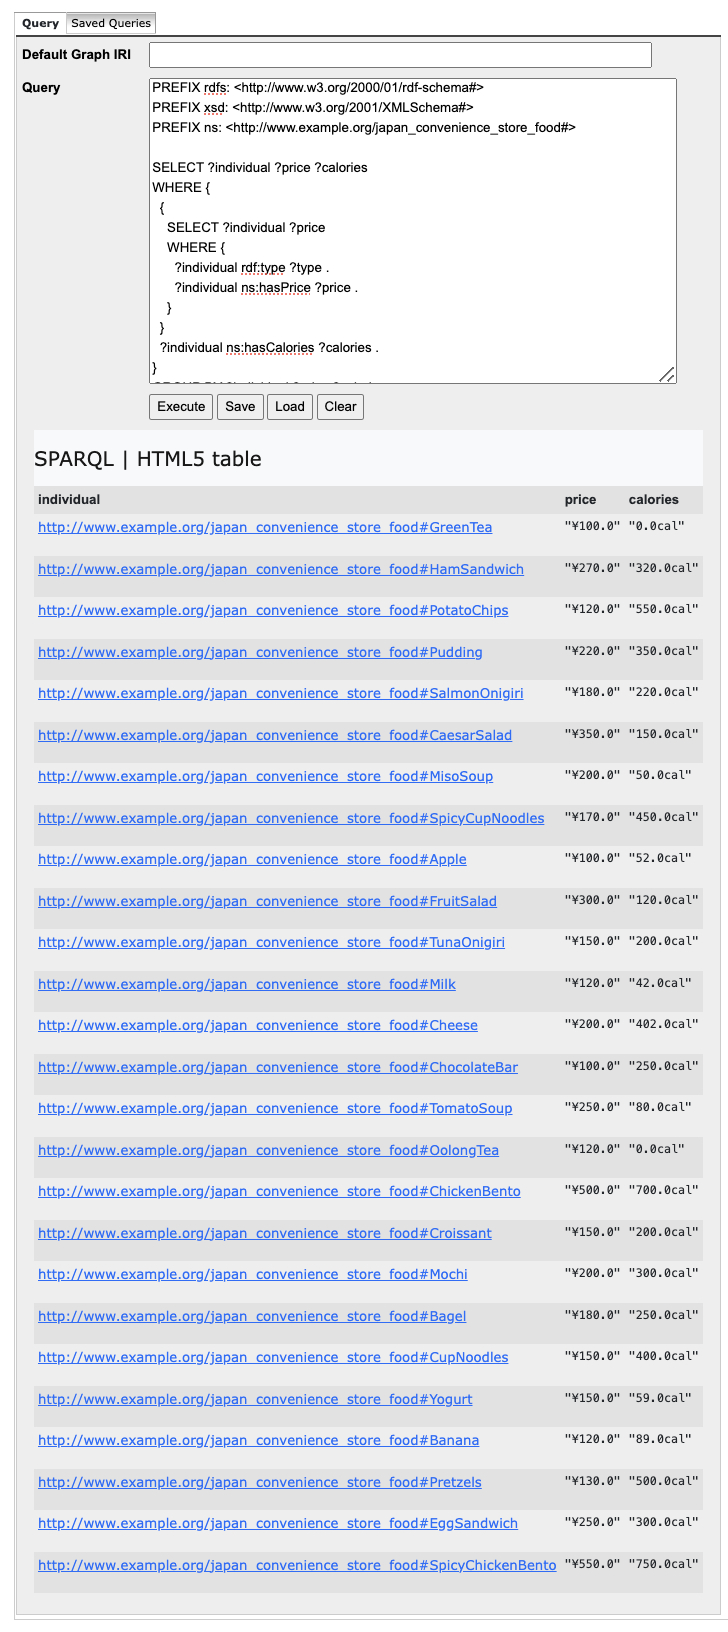 Query Saved Queries
Default Graph IRI
Query
PREFIX rdfs: <http://www.w3.org/2000/01/rdf-schema#>
PREFIX xsd: <http://www.w3.org/2001/XMLSchema#>
PREFIX ns: <http://www.example.org/japan_convenience_store_food#>
SELECT ?individual ?price ?calories
WHERE {
{
SELECT ?individual ?price
WHERE {
?individual rdf:type ?type .
?individual ns:hasPrice ?price .
}
}
?individual ns:hasCalories ?calories .
}
Execute Save Load Clear
SPARQL | HTML5 table
individual price calories
http://www.example.org/japan_convenience_store_food#GreenTea "¥100.0" "0.0cal"
http://www.example.org/japan_convenience_store_food#HamSandwich "¥270.0" "320.0cal"
http://www.example.org/japan_convenience_store_food#PotatoChips "¥120.0" "550.0cal"
http://www.example.org/japan_convenience_store_food#Pudding "¥220.0" "350.0cal"
http://www.example.org/japan_convenience_store_food#SalmonOnigiri "¥180.0" "220.0cal"
http://www.example.org/japan_convenience_store_food#CaesarSalad "¥350.0" "150.0cal"
http://www.example.org/japan_convenience_store_food#MisoSoup "¥200.0" "50.0cal"
http://www.example.org/japan_convenience_store_food#SpicyCupNoodles "¥170.0" "450.0cal"
http://www.example.org/japan_convenience_store_food#Apple "¥100.0" "52.0cal"
http://www.example.org/japan_convenience_store_food#FruitSalad "¥300.0" "120.0cal"
http://www.example.org/japan_convenience_store_food#TunaOnigiri "¥150.0" "200.0cal"
http://www.example.org/japan_convenience_store_food#Milk "¥120.0" "42.0cal"
http://www.example.org/japan_convenience_store_food#Cheese "¥200.0" "402.0cal"
http://www.example.org/japan_convenience_store_food#ChocolateBar "¥100.0" "250.0cal"
http://www.example.org/japan_convenience_store_food#TomatoSoup "¥250.0" "80.0cal"
http://www.example.org/japan_convenience_store_food#OolongTea "¥120.0" "0.0cal"
http://www.example.org/japan_convenience_store_food#ChickenBento "¥500.0" "700.0cal"
http://www.example.org/japan_convenience_store_food#Croissant "¥150.0" "200.0cal"
http://www.example.org/japan_convenience_store_food#Mochi "¥200.0" "300.0cal"
http://www.example.org/japan_convenience_store_food#Bagel "¥180.0" "250.0cal"
http://www.example.org/japan_convenience_store_food#CupNoodles "¥150.0" "400.0cal"
http://www.example.org/japan_convenience_store_food#Yogurt "¥150.0" "59.0cal"
http://www.example.org/japan_convenience_store_food#Banana "¥120.0" "89.0cal"
http://www.example.org/japan_convenience_store_food#Pretzels "¥130.0" "500.0cal"
http://www.example.org/japan_convenience_store_food#EggSandwich "¥250.0" "300.0cal"
http://www.example.org/japan_convenience_store_food#SpicyChickenBento "¥550.0" "750.0cal"